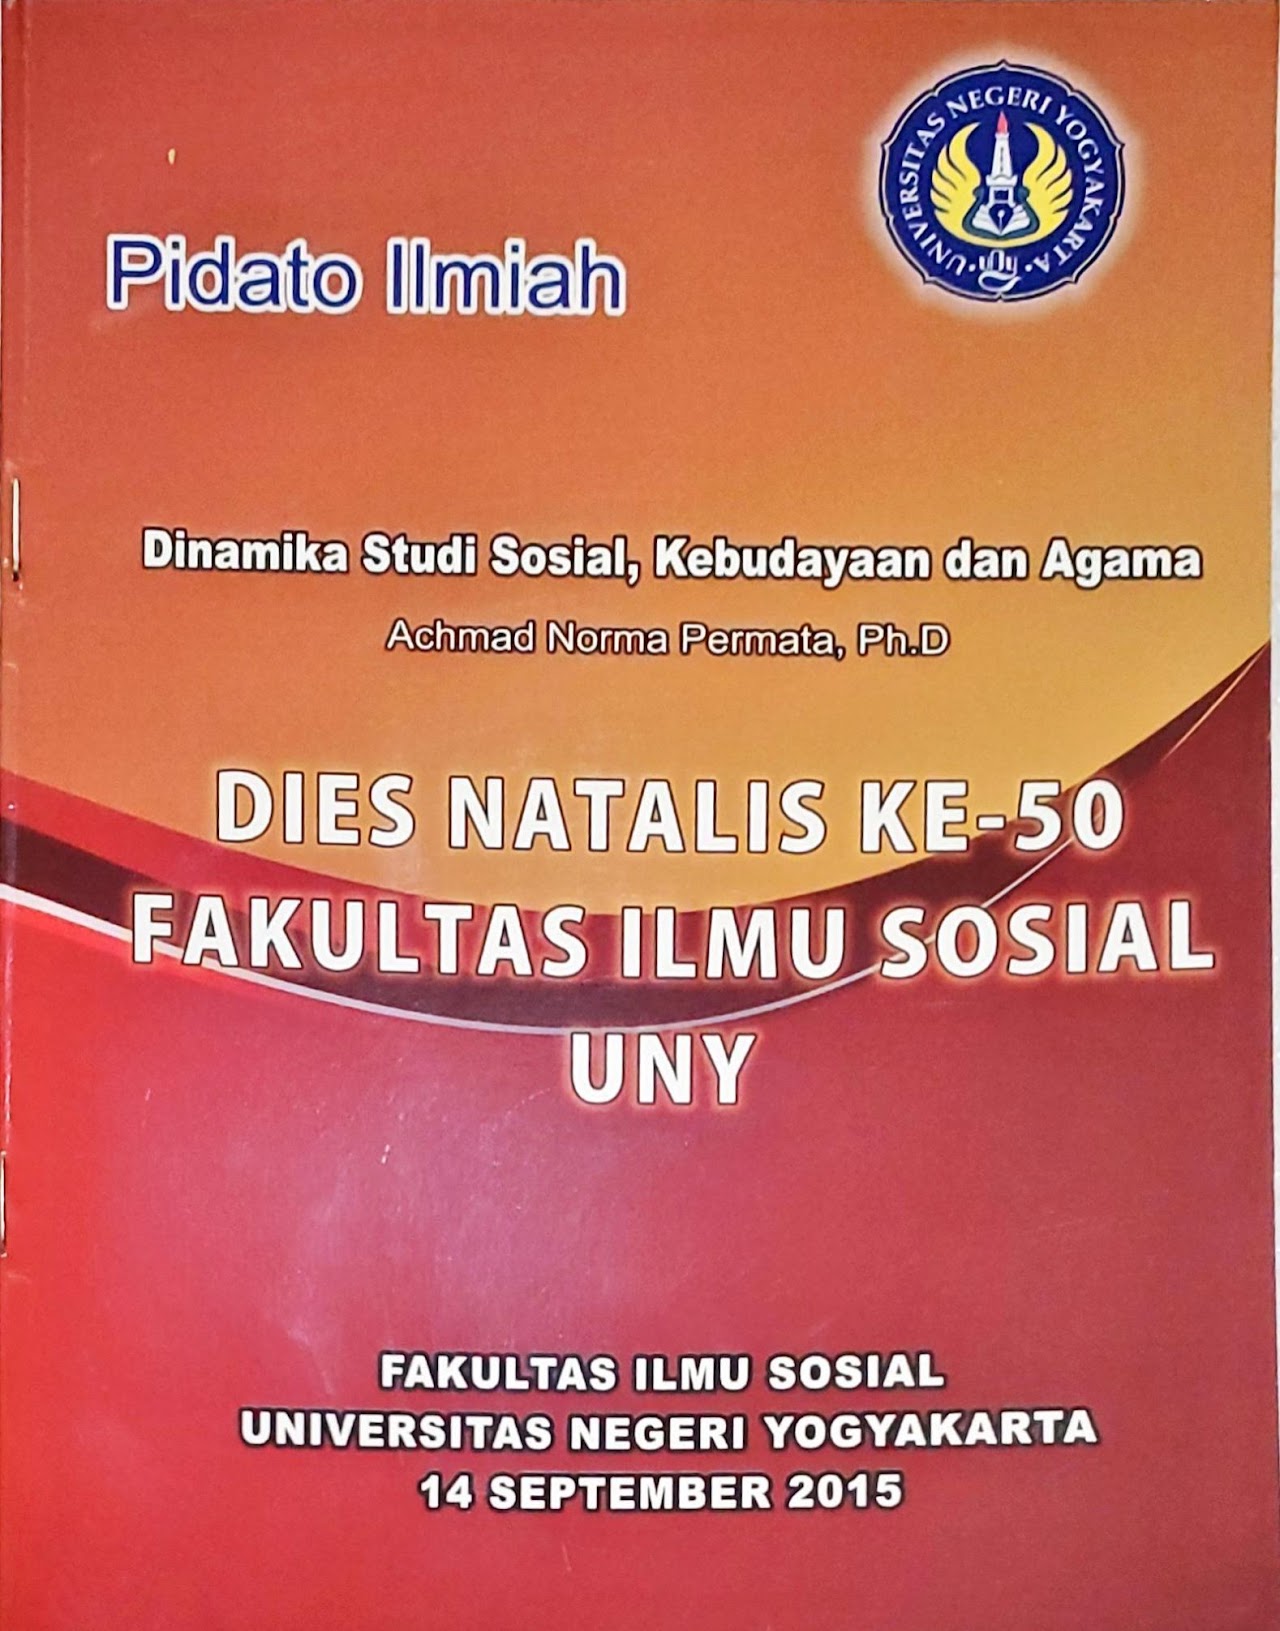 UNIVERSITAS NEGERI YOGYAKARTA
Pidato Ilmiah
Dinamika Studi Sosial, Kebudayaan dan Agama
Achmad Norma Permata, Ph.D
DIES NATALIS KE-50
FAKULTAS ILMU SOSIAL
UNY
FAKULTAS ILMU SOSIAL
UNIVERSITAS NEGERI YOGYAKARTA
14 SEPTEMBER 2015